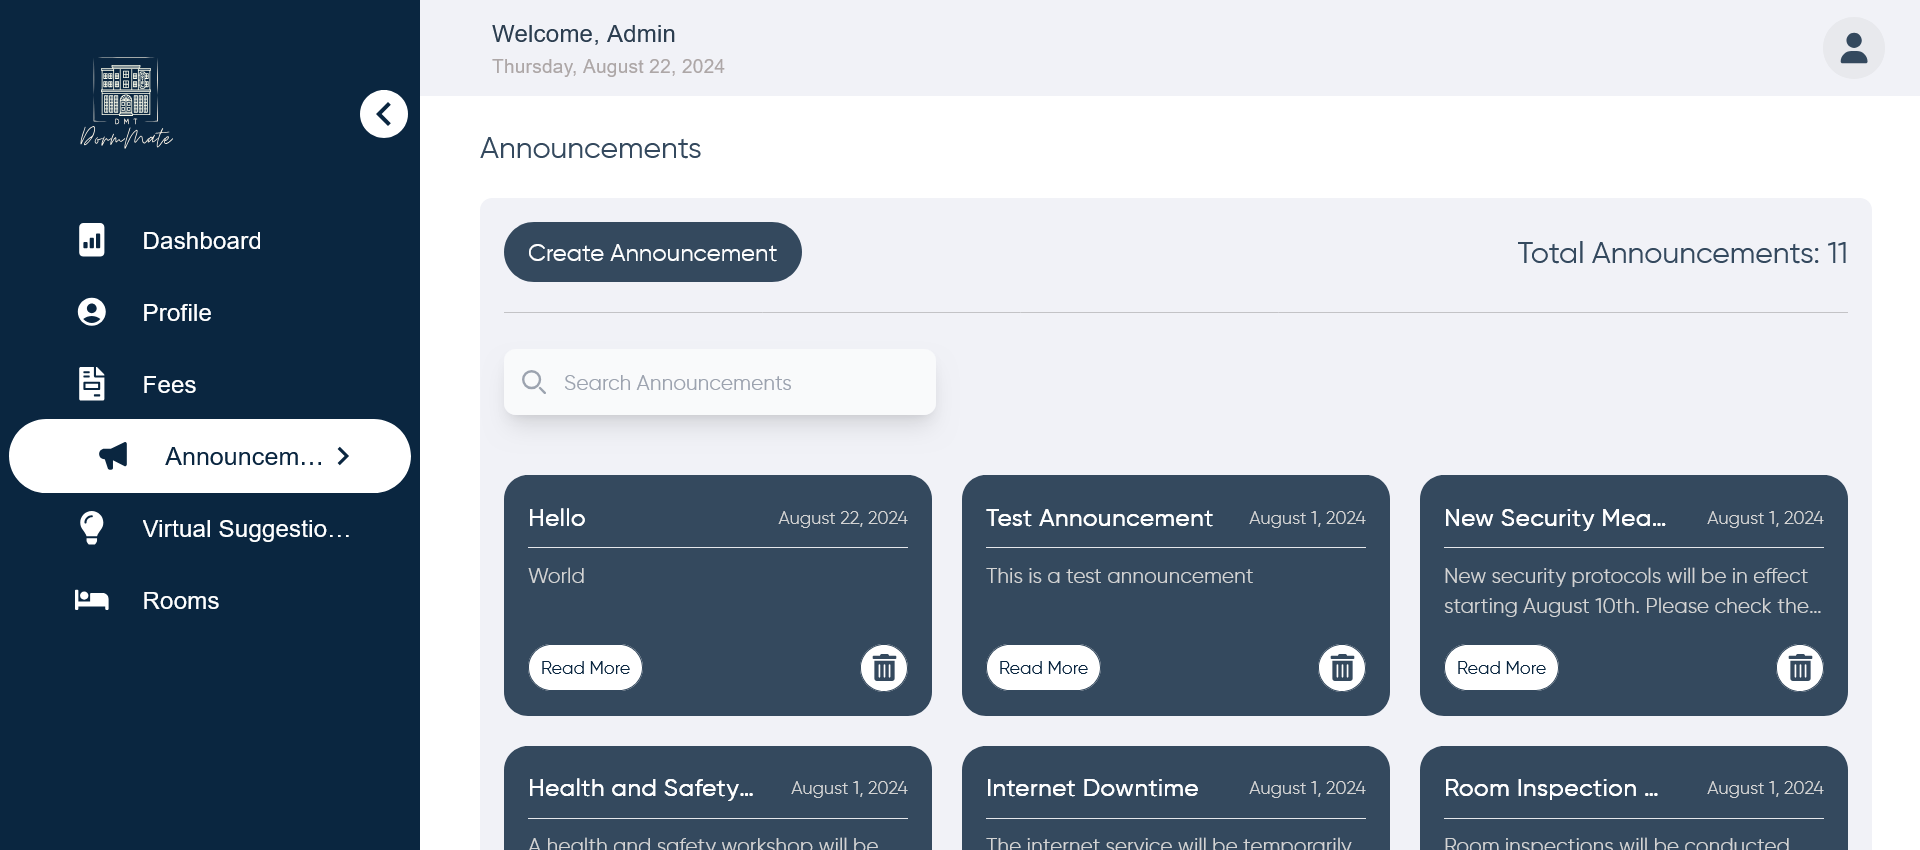 DMT
DormMate
Dashboard
Profile
Fees
Announcem...
Virtual Suggestio...
Rooms
Welcome, Admin
Thursday, August 22, 2024
Announcements
Create Announcement
Total Announcements: 11
Search Announcements
Hello August 22, 2024
World
Read More
Test Announcement August 1, 2024
This is a test announcement
Read More
New Security Mea... August 1, 2024
New security protocols will be in effect
starting August 10th. Please check the...
Read More
Health and Safety... August 1, 2024
A health and safety workshop will be
Internet Downtime August 1, 2024
The internet service will be temporarily
Room Inspection ... August 1, 2024
Room inspections will be conducted